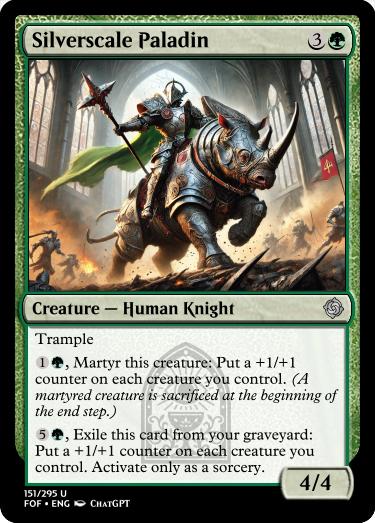 Silverscale Paladin 3
Creature — Human Knight
Trample
1, Martyr this creature: Put a +1/+1
counter on each creature you control. (A
martyred creature is sacrificed at the beginning of
the end step.)
5, Exile this card from your graveyard:
Put a +1/+1 counter on each creature you
control. Activate only as a sorcery.
4/4
151/295 U
FOF • ENG ChatGPT